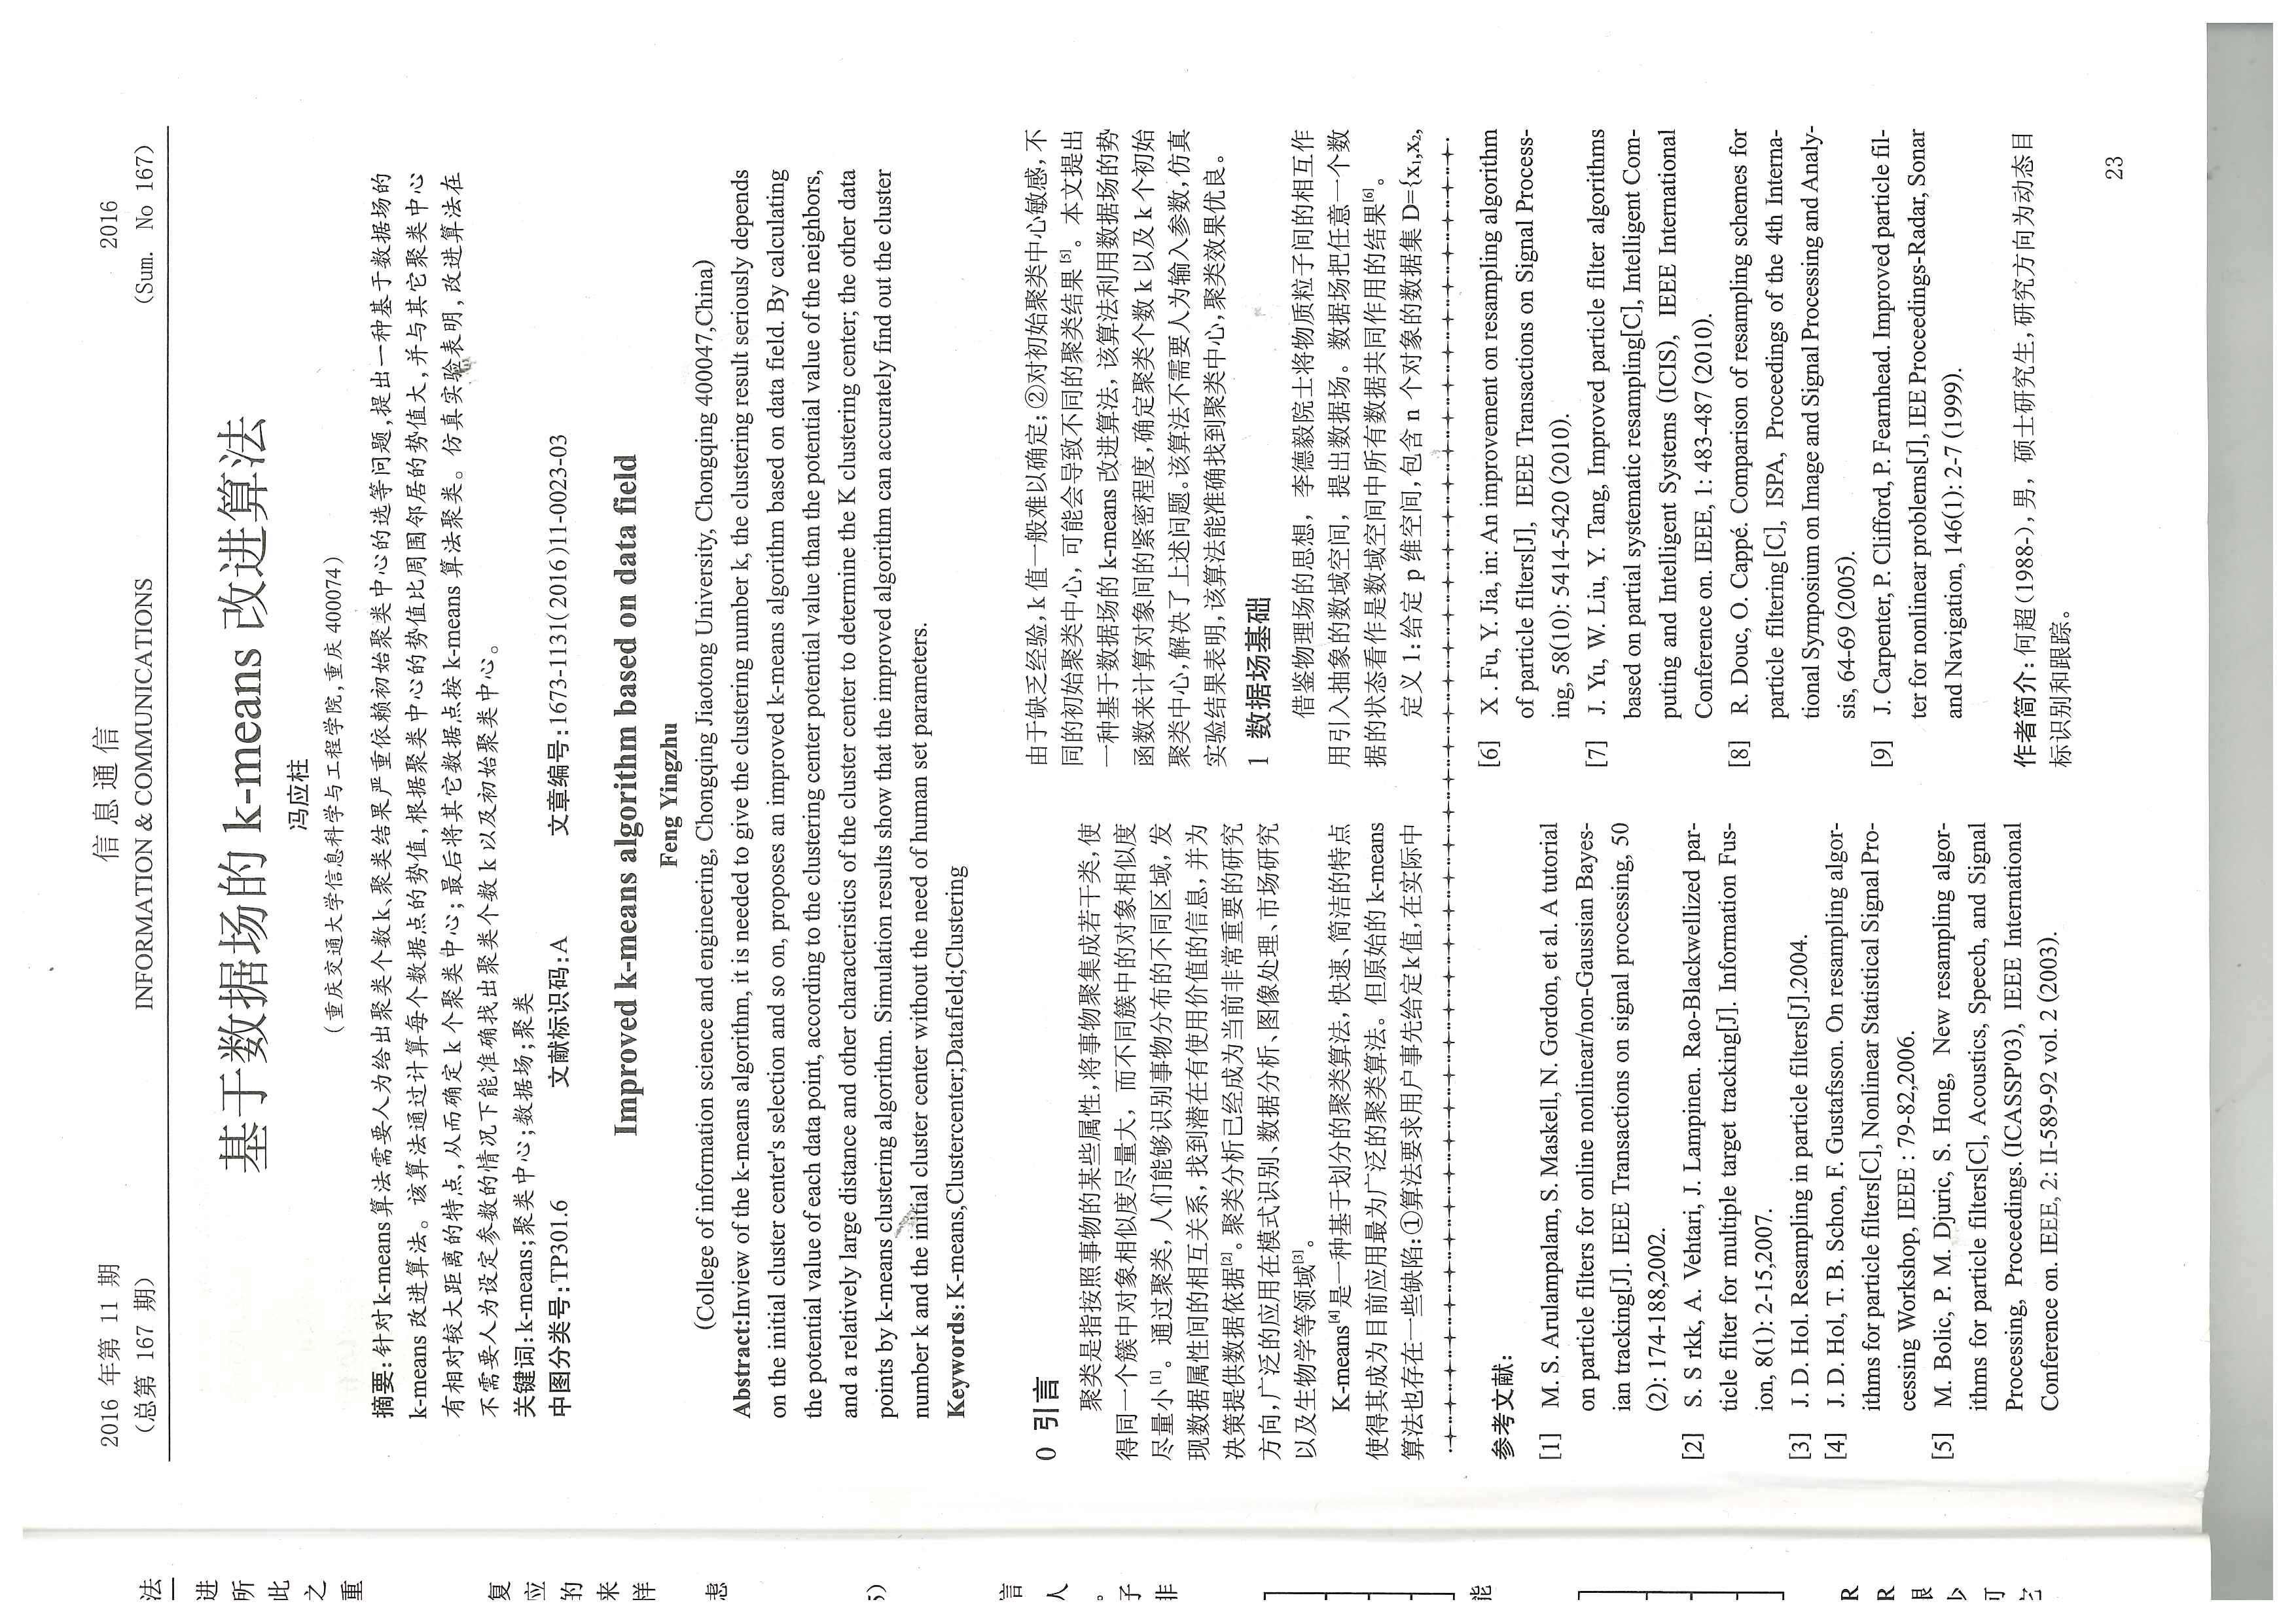 2016 年第 11 期
(总第 167 期)
信 息 通 信
INFORMATION & COMMUNICATIONS
2016
(Sum. No 167)
基于数据场的 k-means 改进算法
冯应柱
(重庆交通大学信息科学与工程学院,重庆 400074)
摘要:针对 k-means 算法需要人为给出聚类个数 k、聚类结果严重依赖初始聚类中心的选等问题,提出一种基于数据场的
k-means 改进算法。该算法通过计算每个数据点的势值,根据聚类中心的势值比周围邻居的势值大,并与其它聚类中心
有相对较大距离的特点,从而确定 k 个聚类中心;最后将其它数据点按 k-means 算法聚类。仿真实验表明,改进算法在
不需要人为设定参数的情况下能准确找出聚类个数 k 以及初始聚类中心。
关键词:k-means;聚类中心;数据场;聚类
中图分类号:TP301.6 文献标识码:A 文章编号:1673-1131(2016)11-0023-03
Improved k-means algorithm based on data field
Feng Yingzhu
(College of information science and engineering, Chongqing Jiaotong University, Chongqing 400047,China)
Abstract:Inview of the k-means algorithm, it is needed to give the clustering number k, the clustering result seriously depends
on the initial cluster center's selection and so on, proposes an improved k-means algorithm based on data field. By calculating
the potential value of each data point, according to the clustering center potential value than the potential value of the neighbors,
and a relatively large distance and other characteristics of the cluster center to determine the K clustering center; the other data
points by k-means clustering algorithm. Simulation results show that the improved algorithm can accurately find out the cluster
number k and the initial cluster center without the need of human set parameters.
Keywords: K-means,Clustercenter;Datafield;Clustering
0 引言
聚类是指按照事物的某些属性,将事物聚集成若干类,使
得同一个簇中对象相似度尽量大，而不同簇中的对象相似度
尽量小[1]。通过聚类，人们能够识别事物分布的不同区域，发
现数据属性间的相互关系，找到潜在有使用价值的信息,并为
决策提供数据依据[2]。聚类分析已经成为当前非常重要的研究
方向,广泛的应用在模式识别、数据分析、图像处理、市场研究
以及生物学等领域[3]。
K-means[4]是一种基于划分的聚类算法，快速、简洁的特点
使得其成为目前应用最为广泛的聚类算法。但原始的 k-means
算法也存在一些缺陷:①算法要求用户事先给定 k 值,在实际中
由于缺乏经验,k 值一般难以确定;②对初始聚类中心敏感,不
同的初始聚类中心，可能会导致不同的聚类结果[5]。本文提出
一种基于数据场的 k-means 改进算法,该算法利用数据场的势
函数来计算对象间的紧密程度,确定聚类个数 k 以及 k 个初始
聚类中心,解决了上述问题。该算法不需要人为输入参数,仿真
实验结果表明,该算法能准确找到聚类中心,聚类效果优良。
1 数据场基础
借鉴物理场的思想，李德毅院士将物质粒子间的相互作
用引入抽象的数域空间，提出数据场。数据场把任意一个数
据的状态看作是数域空间中所有数据共同作用的结果[6]。
定义 1:给定 p 维空间,包含 n 个对象的数据集 D={x₁,x₂,
参考文献:
[1] M. S. Arulampalam, S. Maskell, N. Gordon, et al. A tutorial
on particle filters for online nonlinear/non-Gaussian Bayes-
ian tracking[J]. IEEE Transactions on signal processing, 50
(2): 174-188,2002.
[2] S. S rkk, A. Vehtari, J. Lampinen. Rao-Blackwellized par-
ticle filter for multiple target tracking[J]. Information Fus-
ion, 8(1): 2-15,2007.
[3] J. D. Hol. Resampling in particle filters[J].2004.
[4] J. D. Hol, T. B. Schon, F. Gustafsson. On resampling algor-
ithms for particle filters[C], Nonlinear Statistical Signal Pro-
cessing Workshop, IEEE : 79-82,2006.
[5] M. Bolic, P. M. Djuric, S. Hong, New resampling algor-
ithms for particle filters[C], Acoustics, Speech, and Signal
Processing, Proceedings. (ICASSP'03), IEEE International
Conference on. IEEE, 2: II-589-92 vol. 2 (2003).
[6] X . Fu, Y. Jia, in: An improvement on resampling algorithm
of particle filters[J], IEEE Transactions on Signal Process-
ing, 58(10): 5414-5420 (2010).
[7] J. Yu, W. Liu, Y. Tang, Improved particle filter algorithms
based on partial systematic resampling[C], Intelligent Com-
puting and Intelligent Systems (ICIS), IEEE International
Conference on. IEEE, 1: 483-487 (2010).
[8] R. Douc, O. Cappé. Comparison of resampling schemes for
particle filtering[C], ISPA, Proceedings of the 4th Interna-
tional Symposium on Image and Signal Processing and Analy-
sis, 64-69 (2005).
[9] J. Carpenter, P. Clifford, P. Fearnhead. Improved particle fil-
ter for nonlinear problems[J], IEE Proceedings-Radar, Sonar
and Navigation, 146(1): 2-7 (1999).
作者简介:何超(1988-),男，硕士研究生,研究方向为动态目
标识别和跟踪。
23